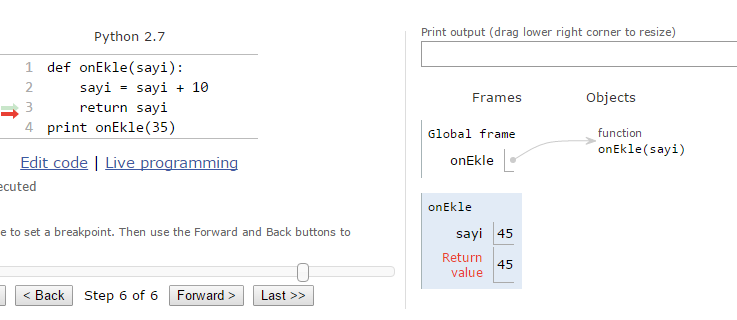 Python 2.7
1 def onEkle(sayi):
2     sayi = sayi + 10
3     return sayi
4 print onEkle(35)
Edit code | Live programming
ecuted
e to set a breakpoint. Then use the Forward and Back buttons to
< Back Step 6 of 6 Forward > Last >>
Print output (drag lower right corner to resize)
Frames Objects
Global frame
onEkle
function
onEkle(sayi)
onEkle
sayi 45
Return
value 45